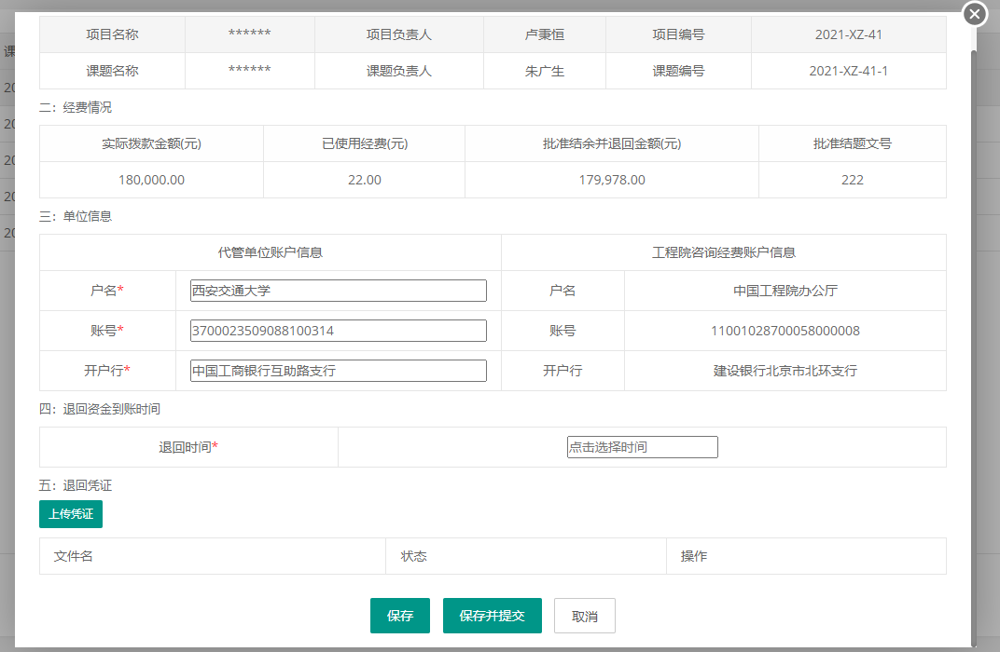 项目名称 ****** 项目负责人 卢秉恒 项目编号 2021-XZ-41
课题名称 ****** 课题负责人 朱广生 课题编号 2021-XZ-41-1
二：经费情况
实际拨款金额(元) 已使用经费(元) 批准结余并退回金额(元) 批准结题文号
180,000.00 22.00 179,978.00 222
三：单位信息
代管单位账户信息 工程院咨询经费账户信息
户名* 西安交通大学 户名 中国工程院办公厅
账号* 3700023509088100314 账号 11001028700058000008
开户行* 中国工商银行互助路支行 开户行 建设银行北京市北环支行
四：退回资金到账时间
退回时间* 点击选择时间
五：退回凭证
上传凭证
文件名 状态 操作
保存 保存并提交 取消